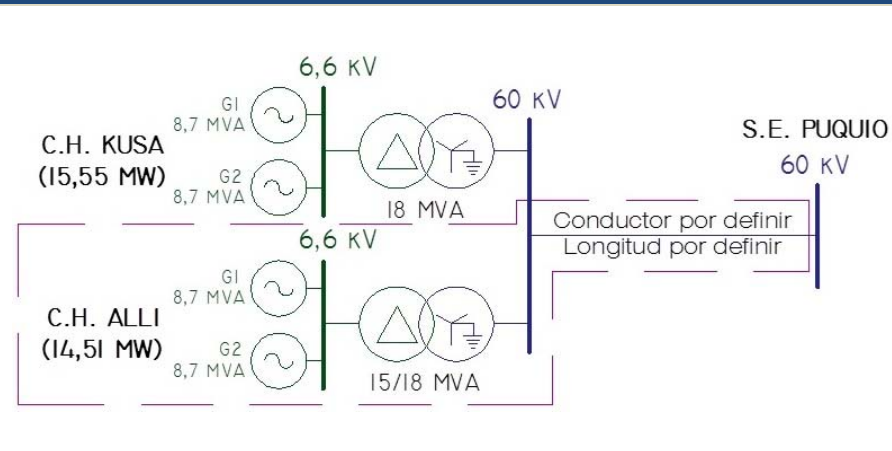 6,6 kV
60 kV
G1
8,7 MVA
C.H. KUSA
(15,55 MW)
G2
8,7 MVA
18 MVA
S.E. PUQUIO
60 kV
Conductor por definir
Longitud por definir
6,6 kV
G1
8,7 MVA
C.H. ALLI
(14,51 MW)
G2
8,7 MVA
15/18 MVA